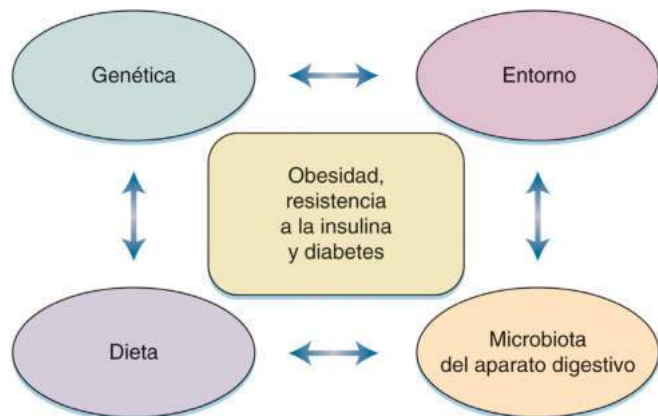 Genética
Entorno
Obesidad,
resistencia
a la insulina
y diabetes
Dieta
Microbiota
del aparato digestivo